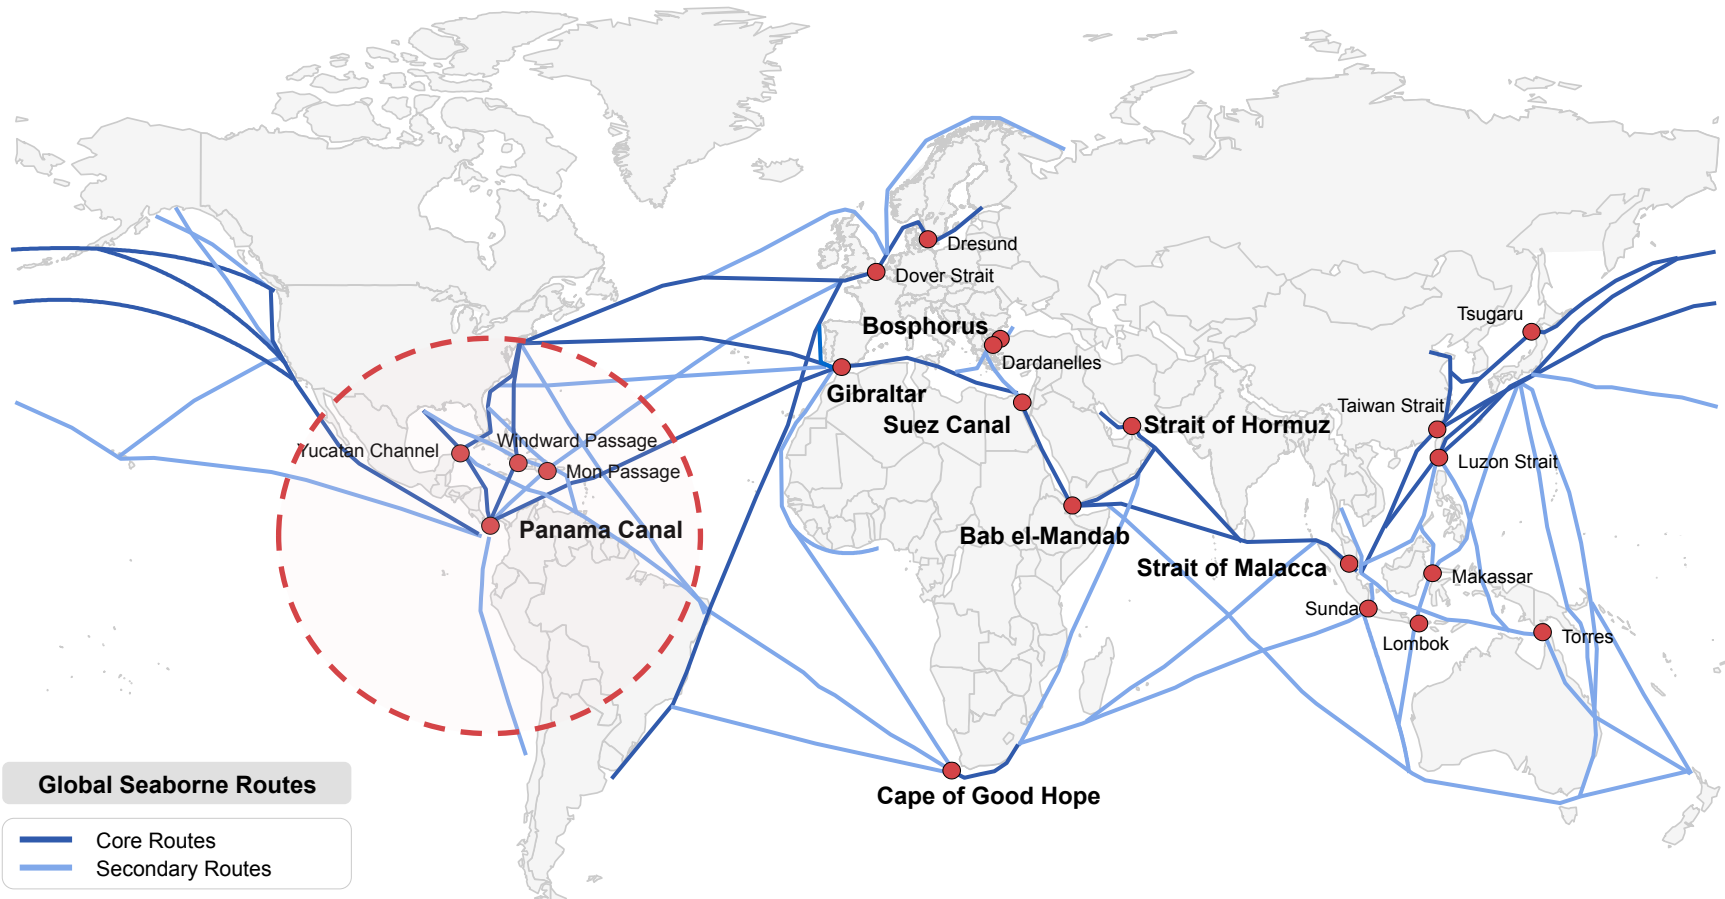 Dresund
Dover Strait
Bosphorus
Tsugaru
Dardanelles
Gibraltar
Taiwan Strait
Suez Canal
Strait of Hormuz
Windward Passage
Yucatan Channel
Mon Passage
Luzon Strait
Panama Canal
Bab el-Mandab
Strait of Malacca
Makassar
Sunda
Lombok
Torres
Cape of Good Hope
Global Seaborne Routes
Core Routes
Secondary Routes